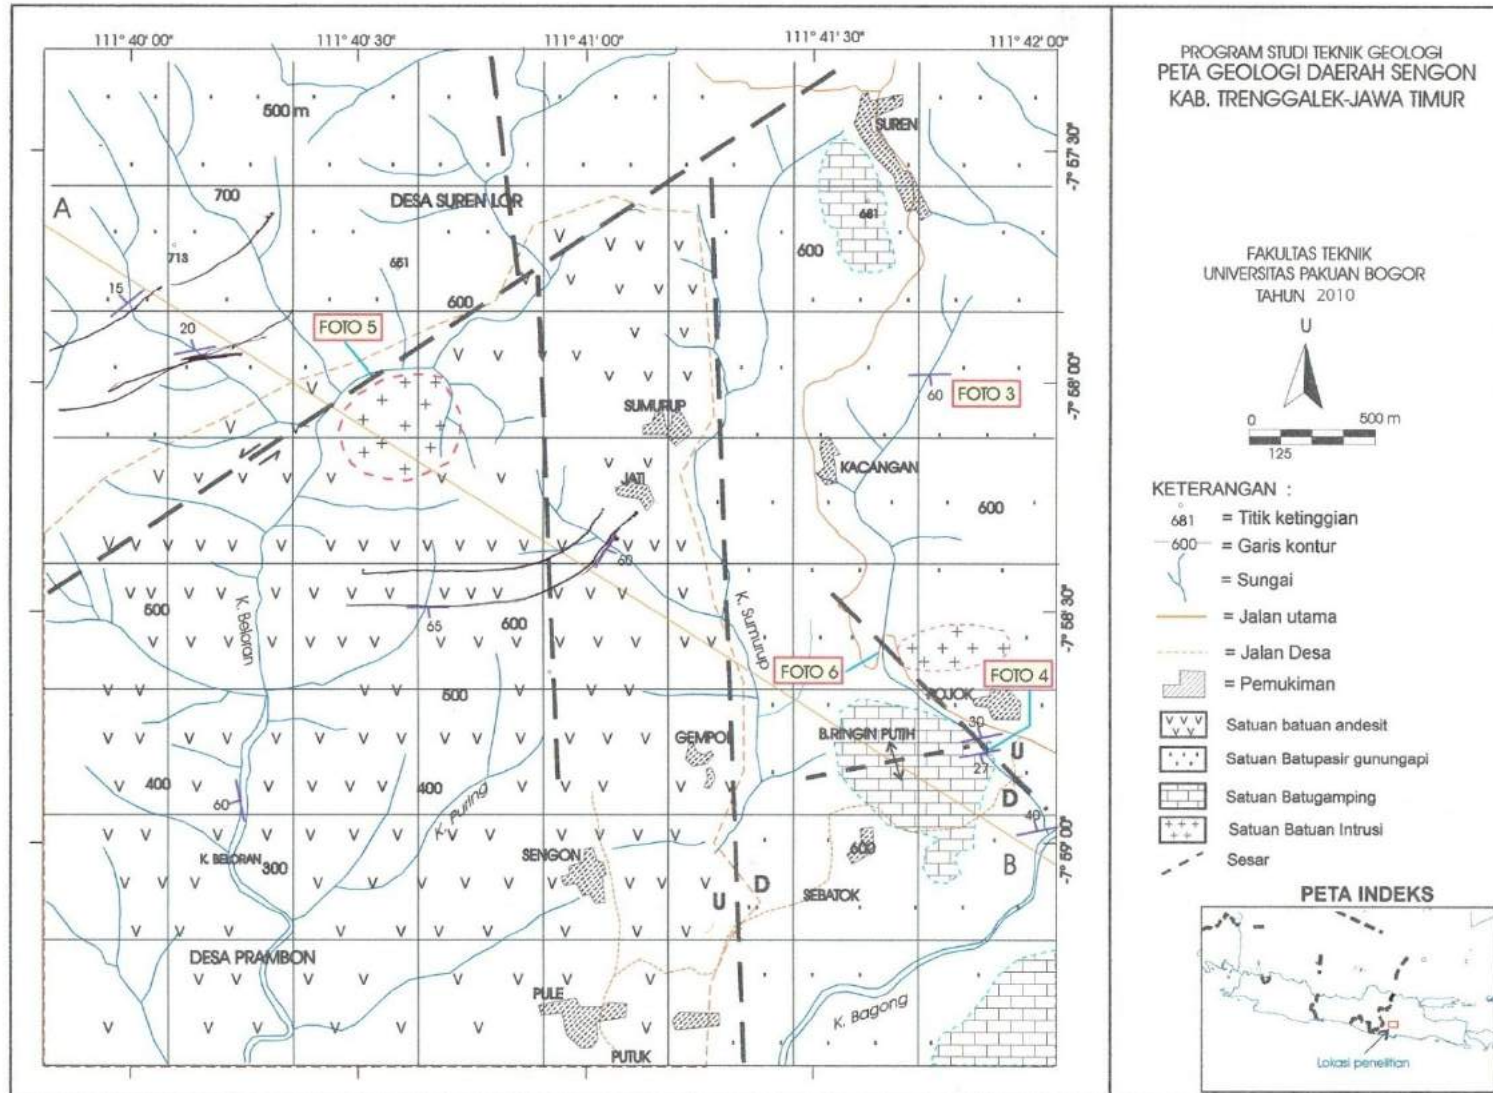 111° 40' 00"
111° 40' 30"
111° 41' 00"
111° 41' 30"
111° 42' 00"
500 m
SUREN
-7° 57' 30"
700
DESA SUREN LOR
A
681
600
713
15
600
FOTO 5
20
-7° 58' 00"
60
FOTO 3
SUMURUP
KACANGAN
JATI
600
60
500
K. Beloran
65
600
K. Sumurup
-7° 58' 30"
FOTO 6
FOTO 4
500
POJOK
30
GEMPOL
B.RINGIN PUTIH
U
27
400
60
400
K. Puring
D
40
-7° 59' 00"
K. BELORAN
300
SENGON
600
B
D
U
SEBATOK
DESA PRAMBON
PULE
K. Bagong
PUTUK
PROGRAM STUDI TEKNIK GEOLOGI
PETA GEOLOGI DAERAH SENGON
KAB. TRENGGALEK-JAWA TIMUR
FAKULTAS TEKNIK
UNIVERSITAS PAKUAN BOGOR
TAHUN 2010
U
0 500 m
125
KETERANGAN :
681 = Titik ketinggian
600 = Garis kontur
= Sungai
= Jalan utama
= Jalan Desa
= Pemukiman
Satuan batuan andesit
Satuan Batupasir gunungapi
Satuan Batugamping
Satuan Batuan Intrusi
Sesar
PETA INDEKS
Lokasi penelitian